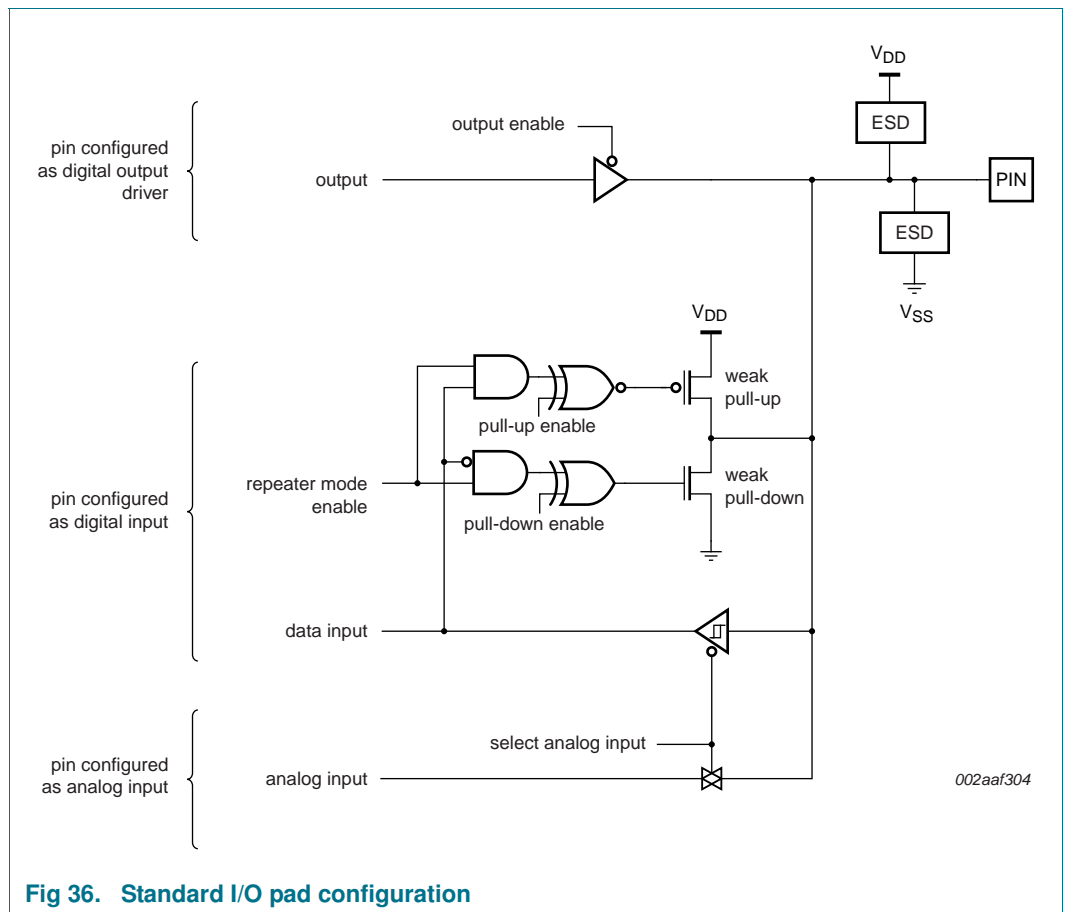 VDD
ESD
output enable
pin configured
as digital output
driver
output
PIN
ESD
VSS
VDD
weak
pull-up
pull-up enable
pin configured
as digital input
repeater mode
enable
weak
pull-down
pull-down enable
data input
select analog input
pin configured
as analog input
analog input
002aaf304
Fig 36. Standard I/O pad configuration